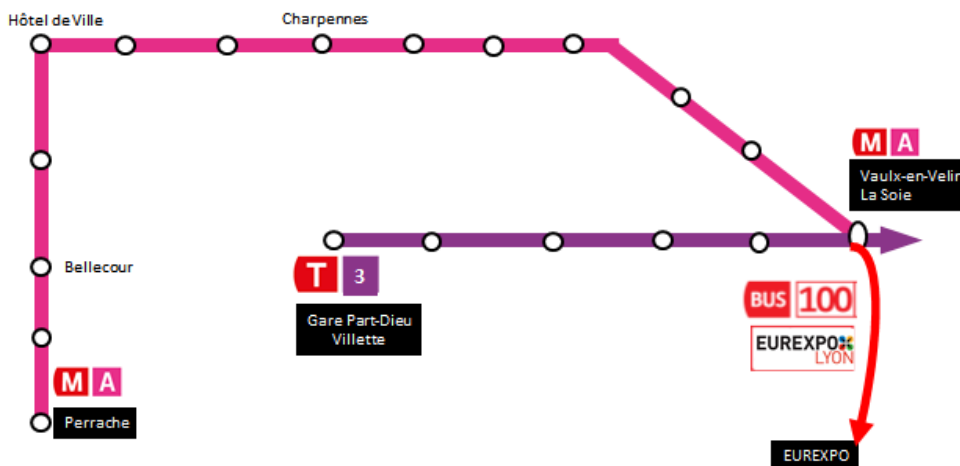 Hôtel de Ville
Charpennes
M A
Vaulx-en-Velin
La Soie
Bellecour
T 3
Gare Part-Dieu
Villette
BUS 100
EUREXPO
LYON
M A
Perrache
EUREXPO